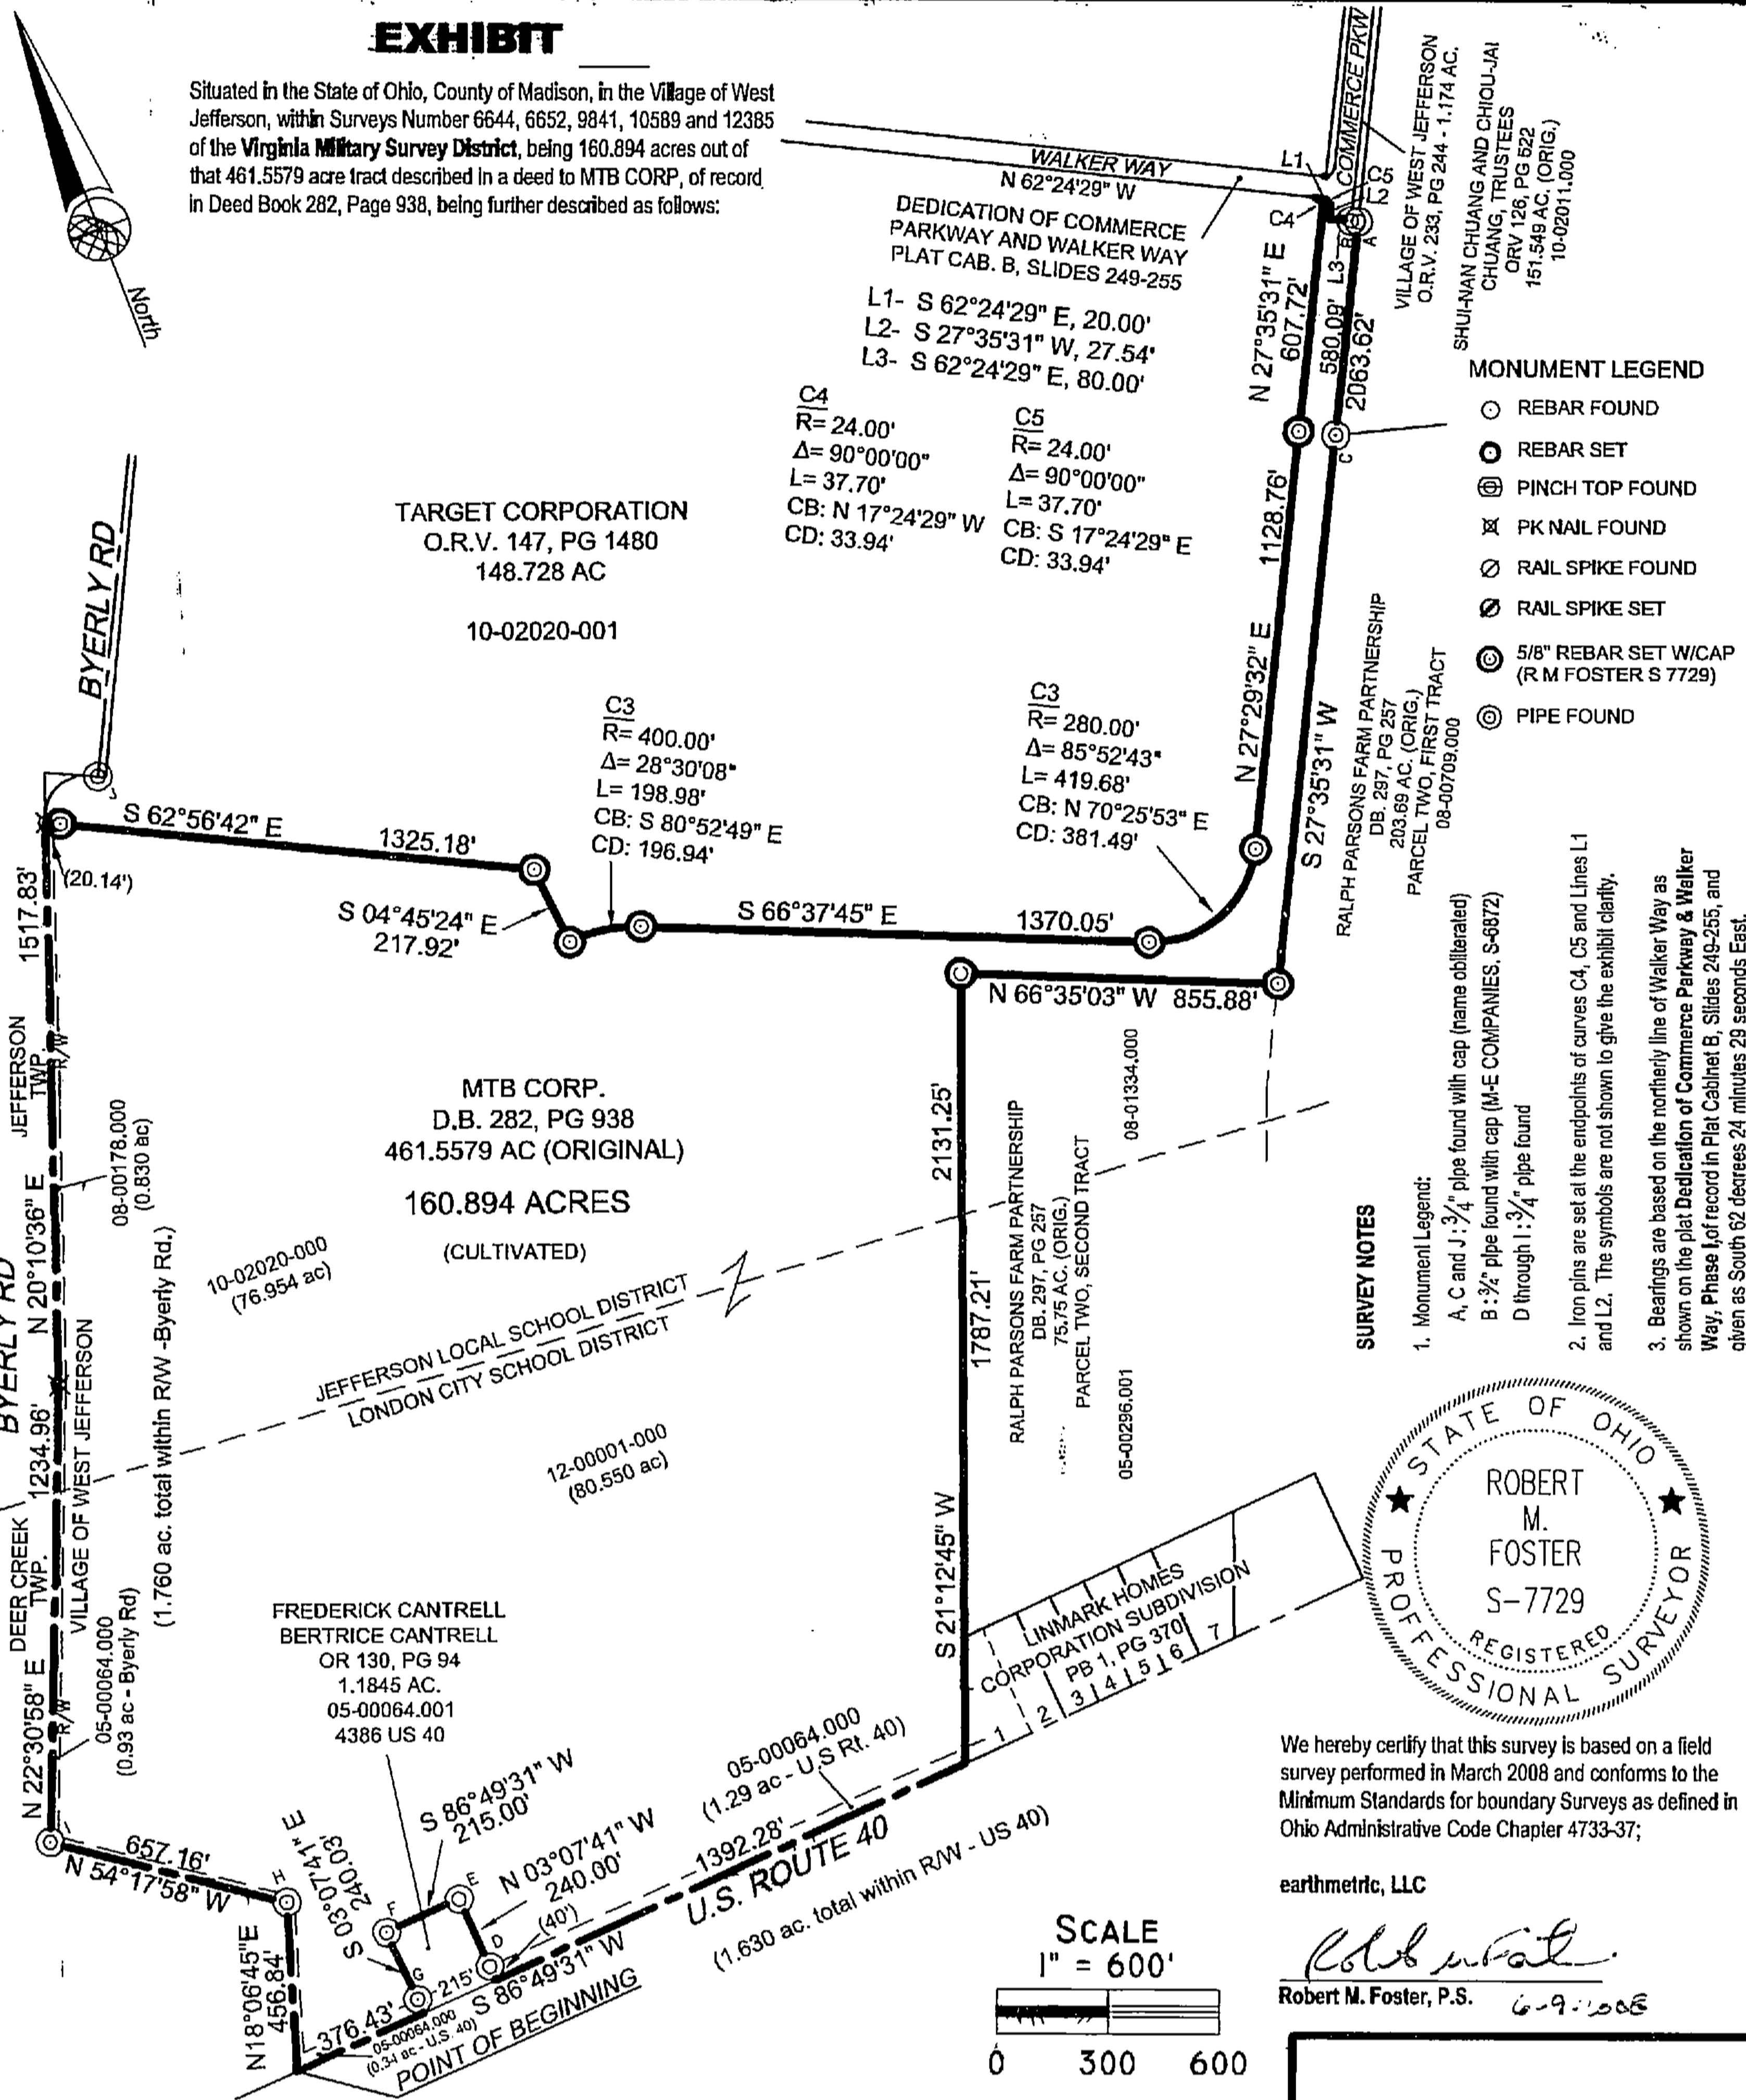 EXHIBIT
Situated in the State of Ohio, County of Madison, in the Village of West
Jefferson, within Surveys Number 6644, 6652, 9841, 10589 and 12385
of the Virginia Military Survey District, being 160.894 acres out of
that 461.5579 acre tract described in a deed to MTB CORP, of record
in Deed Book 282, Page 938, being further described as follows:
North
WALKER WAY
N 62°24'29" W
DEDICATION OF COMMERCE
PARKWAY AND WALKER WAY
PLAT CAB. B, SLIDES 249-255
L1- S 62°24'29" E, 20.00'
L2- S 27°35'31" W, 27.54'
L3- S 62°24'29" E, 80.00'
C4
R= 24.00'
Δ= 90°00'00"
L= 37.70'
CB: N 17°24'29" W
CD: 33.94'
C5
R= 24.00'
Δ= 90°00'00"
L= 37.70'
CB: S 17°24'29" E
CD: 33.94'
COMMERCE PKW
L1
C5
L2
C4
B
A
L3
C
N 27°35'31" E
607.72'
580.09'
2063.62'
VILLAGE OF WEST JEFFERSON
O.R.V. 233, PG 244 - 1.174 AC.
SHUI-NAN CHUANG AND CHIOU-JAI
CHUANG, TRUSTEES
ORV 126, PG 522
151.549 AC. (ORIG.)
10-02011.000
MONUMENT LEGEND
REBAR FOUND
REBAR SET
PINCH TOP FOUND
PK NAIL FOUND
RAIL SPIKE FOUND
RAIL SPIKE SET
5/8" REBAR SET W/CAP
(R M FOSTER S 7729)
PIPE FOUND
TARGET CORPORATION
O.R.V. 147, PG 1480
148.728 AC
10-02020-001
BYERLY RD
J
C3
R= 400.00'
Δ= 28°30'08"
L= 198.98'
CB: S 80°52'49" E
CD: 196.94'
C3
R= 280.00'
Δ= 85°52'43"
L= 419.68'
CB: N 70°25'53" E
CD: 381.49'
1128.76'
N 27°29'32" E
S 27°35'31" W
RALPH PARSONS FARM PARTNERSHIP
DB. 297, PG 257
203.69 AC. (ORIG.)
PARCEL TWO, FIRST TRACT
08-00709.000
S 62°56'42" E
1325.18'
(20.14')
S 04°45'24" E
217.92'
S 66°37'45" E
1370.05'
N 66°35'03" W 855.88'
1517.83'
JEFFERSON
TWP.
R/W
N 20°10'36" E
BYERLY RD
08-00178.000
(0.830 ac)
MTB CORP.
D.B. 282, PG 938
461.5579 AC (ORIGINAL)
160.894 ACRES
(CULTIVATED)
10-02020-000
(76.954 ac)
JEFFERSON LOCAL SCHOOL DISTRICT
LONDON CITY SCHOOL DISTRICT
12-00001-000
(80.550 ac)
2131.25'
1787.21'
S 21°12'45" W
RALPH PARSONS FARM PARTNERSHIP
DB. 297, PG 257
75.75 AC. (ORIG.)
PARCEL TWO, SECOND TRACT
08-01334.000
05-00296.001
SURVEY NOTES
1. Monument Legend:
A, C and J : 3/4" pipe found with cap (name obliterated)
B : 3/4" pipe found with cap (M-E COMPANIES, S-6872)
D through I : 3/4" pipe found
2. Iron pins are set at the endpoints of curves C4, C5 and Lines L1
and L2. The symbols are not shown to give the exhibit clarity.
3. Bearings are based on the northerly line of Walker Way as
shown on the plat Dedication of Commerce Parkway & Walker
Way, Phase I, of record in Plat Cabinet B, Slides 249-255, and
given as South 62 degrees 24 minutes 29 seconds East.
1234.96'
DEER CREEK
TWP.
N 22°30'58" E
VILLAGE OF WEST JEFFERSON
R/W
05-00064.000
(0.93 ac - Byerly Rd)
(1.760 ac. total within R/W -Byerly Rd.)
FREDERICK CANTRELL
BERTRICE CANTRELL
OR 130, PG 94
1.1845 AC.
05-00064.001
4386 US 40
LINMARK HOMES
CORPORATION SUBDIVISION
PB 1, PG 370
1 2 3 4 5 6 7
STATE OF OHIO
ROBERT
M.
FOSTER
S-7729
REGISTERED
PROFFESSIONAL SURVEYOR
657.16'
N 54°17'58" W
H
S 03°07'41" E
240.03'
S 86°49'31" W
215.00'
N 03°07'41" W
240.00'
F
E
G
D
(40')
05-00064.000
(1.29 ac - U.S Rt. 40)
1392.28'
U.S. ROUTE 40
(1.630 ac. total within R/W - US 40)
N18°06'45"E
456.84'
376.43'
215'
S 86°49'31" W
05-00064.000
(0.34 ac - U.S. 40)
POINT OF BEGINNING
We hereby certify that this survey is based on a field
survey performed in March 2008 and conforms to the
Minimum Standards for boundary Surveys as defined in
Ohio Administrative Code Chapter 4733-37;
earthmetric, LLC
Robert M. Foster, P.S.
SCALE
1" = 600'
0 300 600